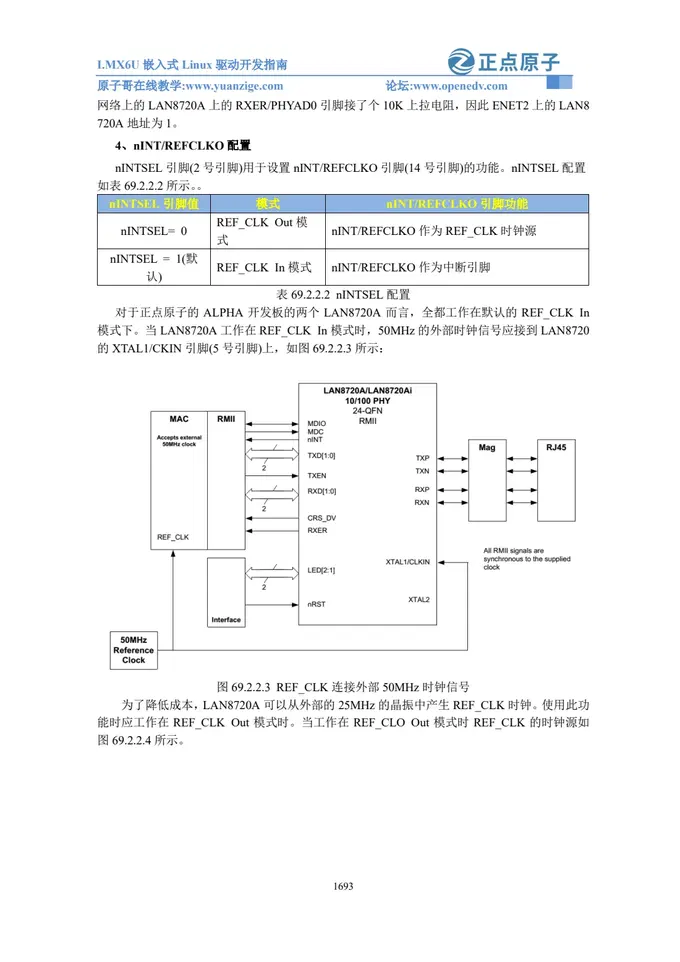 I.MX6U 嵌入式 Linux 驱动开发指南
正点原子
原子哥在线教学:www.yuanzige.com 论坛:www.openedv.com
网络上的 LAN8720A 上的 RXER/PHYAD0 引脚接了个 10K 上拉电阻，因此 ENET2 上的 LAN8
720A 地址为 1。
4、nINT/REFCLKO 配置
nINTSEL 引脚(2 号引脚)用于设置 nINT/REFCLKO 引脚(14 号引脚)的功能。nINTSEL 配置
如表 69.2.2.2 所示。。
nINTSEL 引脚值 模式 nINT/REFCLKO 引脚功能
nINTSEL= 0 REF_CLK Out 模式 nINT/REFCLKO 作为 REF_CLK 时钟源
nINTSEL = 1(默认) REF_CLK In 模式 nINT/REFCLKO 作为中断引脚
表 69.2.2.2 nINTSEL 配置
对于正点原子的 ALPHA 开发板的两个 LAN8720A 而言，全都工作在默认的 REF_CLK In
模式下。当 LAN8720A 工作在 REF_CLK In 模式时，50MHz 的外部时钟信号应接到 LAN8720
的 XTAL1/CKIN 引脚(5 号引脚)上，如图 69.2.2.3 所示：
LAN8720A/LAN8720Ai
10/100 PHY
24-QFN
RMII
MAC
Accepts external
50MHz clock
REF_CLK
RMII
MDIO
MDC
nINT
TXD[1:0]
2
TXEN
RXD[1:0]
2
CRS_DV
RXER
LED[2:1]
2
nRST
Interface
TXP
TXN
RXP
RXN
Mag
RJ45
XTAL1/CLKIN
XTAL2
All RMII signals are
synchronous to the supplied
clock
50MHz
Reference
Clock
图 69.2.2.3 REF_CLK 连接外部 50MHz 时钟信号
为了降低成本，LAN8720A 可以从外部的 25MHz 的晶振中产生 REF_CLK 时钟。使用此功
能时应工作在 REF_CLK Out 模式时。当工作在 REF_CLO Out 模式时 REF_CLK 的时钟源如
图 69.2.2.4 所示。
1693